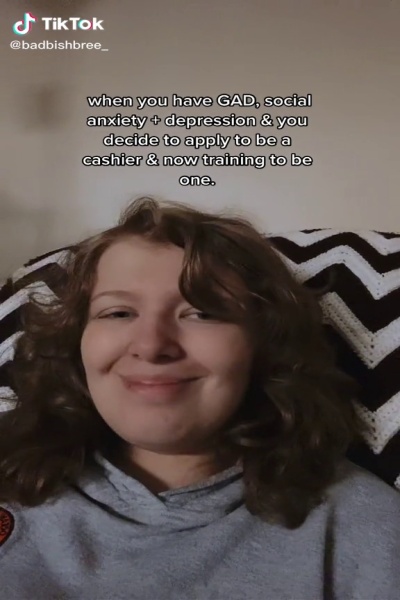 TikTok
@badbishbree_
when you have GAD, social
anxiety + depression & you
decide to apply to be a
cashier & now training to be
one.